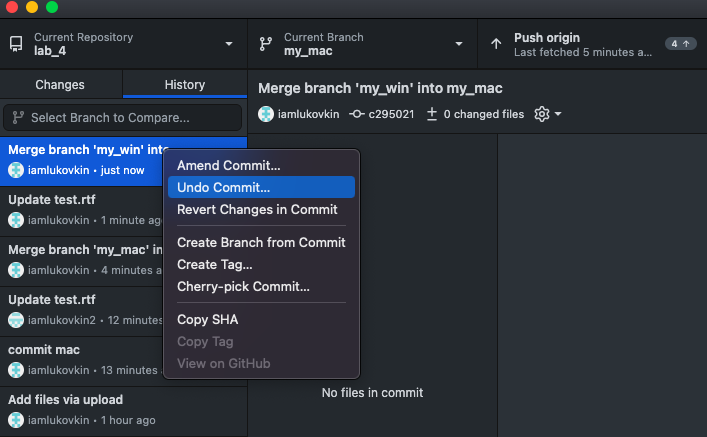 Current Repository
lab_4
Current Branch
my_mac
Push origin
Last fetched 5 minutes a...
4
Changes
History
Select Branch to Compare...
Merge branch 'my_win' into my_mac
iamlukovkin
c295021
0 changed files
Merge branch 'my_win' into
iamlukovkin • just now
Update test.rtf
iamlukovkin • 1 minute ago
Merge branch 'my_mac' in
iamlukovkin • 4 minutes a
Update test.rtf
iamlukovkin2 • 12 minutes
commit mac
iamlukovkin • 13 minutes
Add files via upload
iamlukovkin • 1 hour ago
Amend Commit...
Undo Commit...
Revert Changes in Commit
Create Branch from Commit
Create Tag...
Cherry-pick Commit...
Copy SHA
Copy Tag
View on GitHub
No files in commit